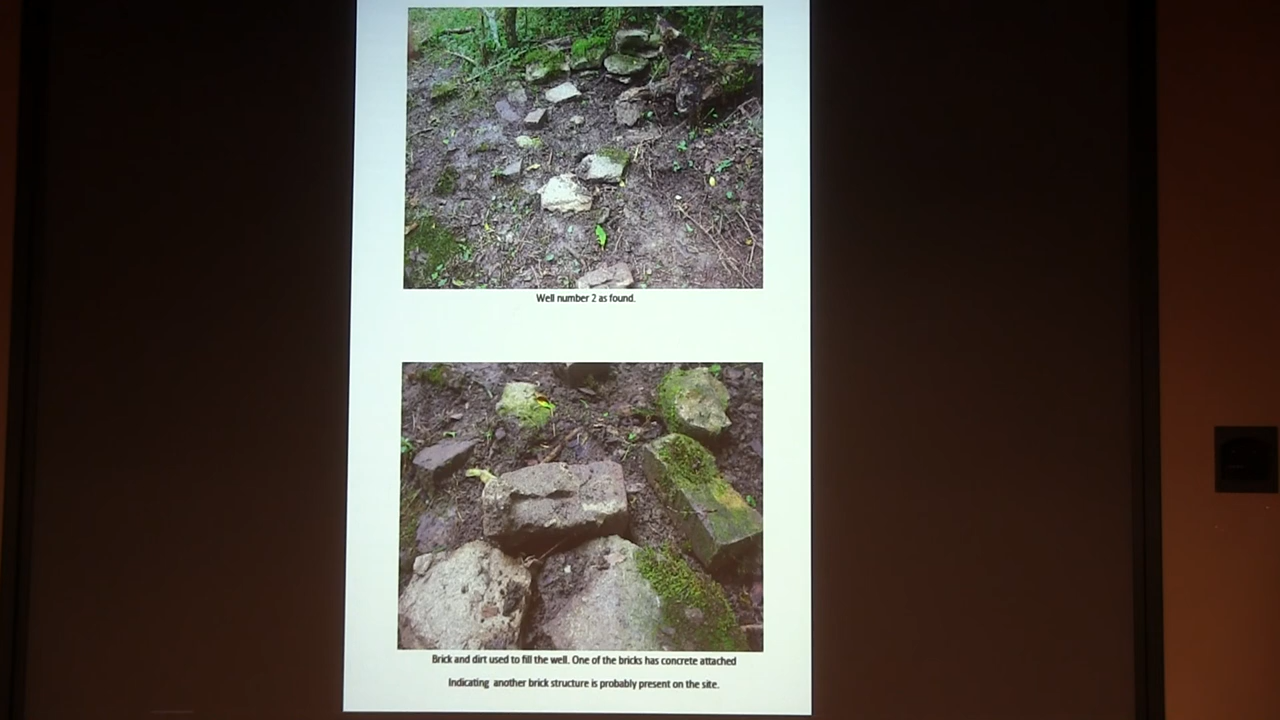 Well number 2 as found.
Brick and dirt used to fill the well. One of the bricks has concrete attached
Indicating another brick structure is probably present on the site.